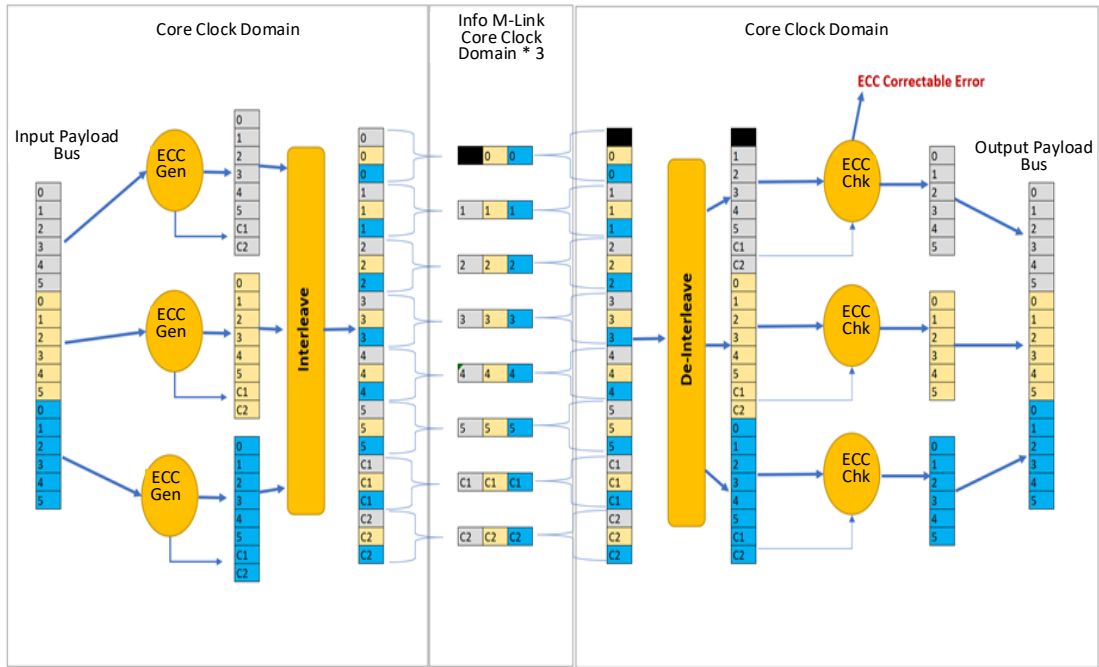 Core Clock Domain
Info M-Link
Core Clock
Domain * 3
Core Clock Domain
ECC Correctable Error
Input Payload
Bus
0
1
2
3
4
5
0
1
2
3
4
5
0
1
2
3
4
5
ECC
Gen
ECC
Gen
ECC
Gen
0
1
2
3
4
5
C1
C2
0
1
2
3
4
5
C1
C2
0
1
2
3
4
5
C1
C2
Interleave
0
0
0
1
1
1
2
2
2
3
3
3
4
4
4
5
5
5
C1
C1
C1
C2
C2
C2
0 0
1 1 1
2 2 2
3 3 3
4 4 4
5 5 5
C1 C1 C1
C2 C2 C2
0
0
1
1
1
2
2
2
3
3
3
4
4
4
5
5
5
C1
C1
C1
C2
C2
C2
De-Interleave
1
2
3
4
5
C1
C2
0
1
2
3
4
5
C1
C2
0
1
2
3
4
5
C1
C2
ECC
Chk
ECC
Chk
ECC
Chk
0
1
2
3
4
5
0
1
2
3
4
5
0
1
2
3
4
5
Output Payload
Bus
0
1
2
3
4
5
0
1
2
3
4
5
0
1
2
3
4
5